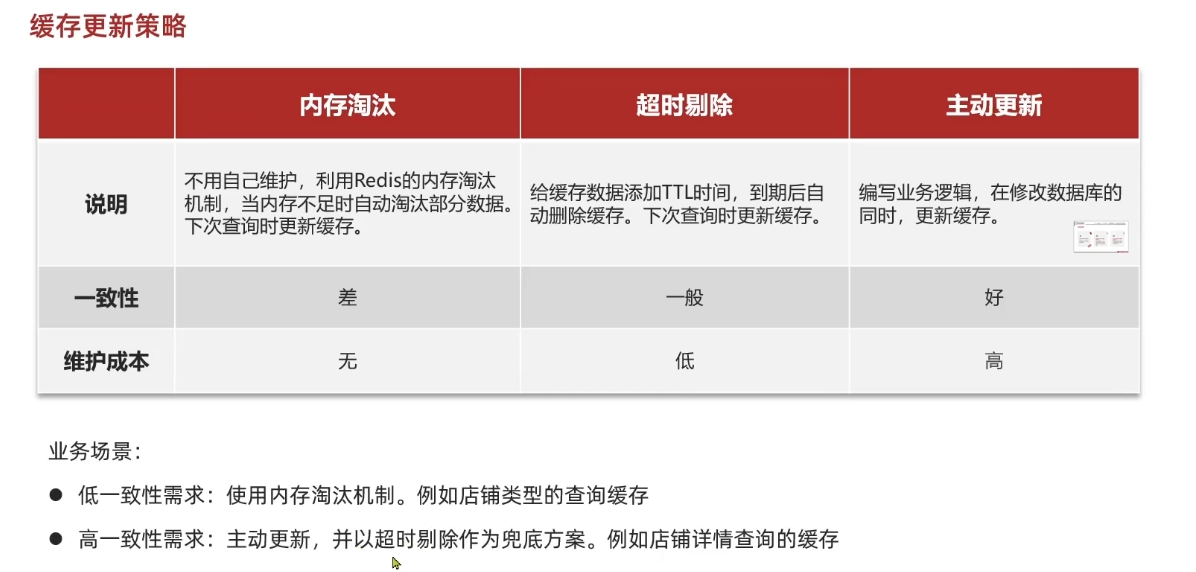 缓存更新策略
内存淘汰
超时剔除
主动更新
说明
不用自己维护，利用Redis的内存淘汰
机制，当内存不足时自动淘汰部分数据。
下次查询时更新缓存。
给缓存数据添加TTL时间，到期后自
动删除缓存。下次查询时更新缓存。
编写业务逻辑，在修改数据库的
同时，更新缓存。
一致性
差
一般
好
维护成本
无
低
高
业务场景：
● 低一致性需求：使用内存淘汰机制。例如店铺类型的查询缓存
● 高一致性需求：主动更新，并以超时剔除作为兜底方案。例如店铺详情查询的缓存